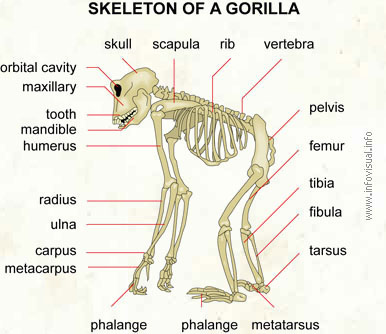 SKELETON OF A GORILLA
skull
scapula
rib
vertebra
orbital cavity
maxillary
tooth
mandible
humerus
radius
ulna
carpus
metacarpus
pelvis
femur
tibia
fibula
tarsus
phalange
phalange
metatarsus
www.infovisual.info